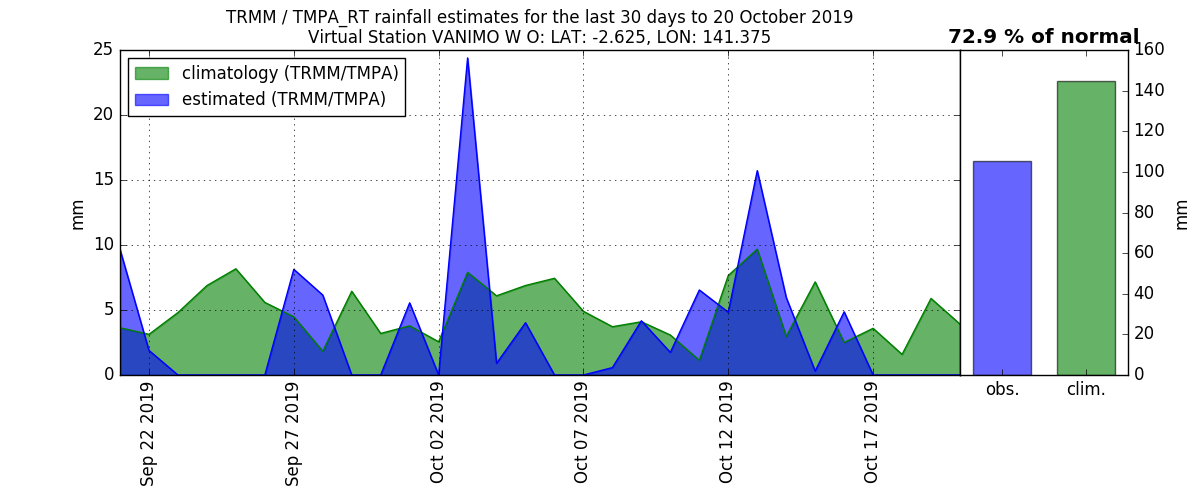 TRMM / TMPA_RT rainfall estimates for the last 30 days to 20 October 2019
Virtual Station VANIMO W O: LAT: -2.625, LON: 141.375
72.9 % of normal
climatology (TRMM/TMPA)
estimated (TRMM/TMPA)
mm
25
20
15
10
5
0
Sep 22 2019
Sep 27 2019
Oct 02 2019
Oct 07 2019
Oct 12 2019
Oct 17 2019
160
140
120
100
80
60
40
20
0
mm
obs.
clim.